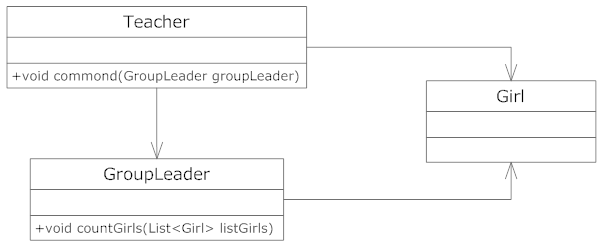 Teacher
+void commond(GroupLeader groupLeader)
Girl
GroupLeader
+void countGirls(List<Girl> listGirls)